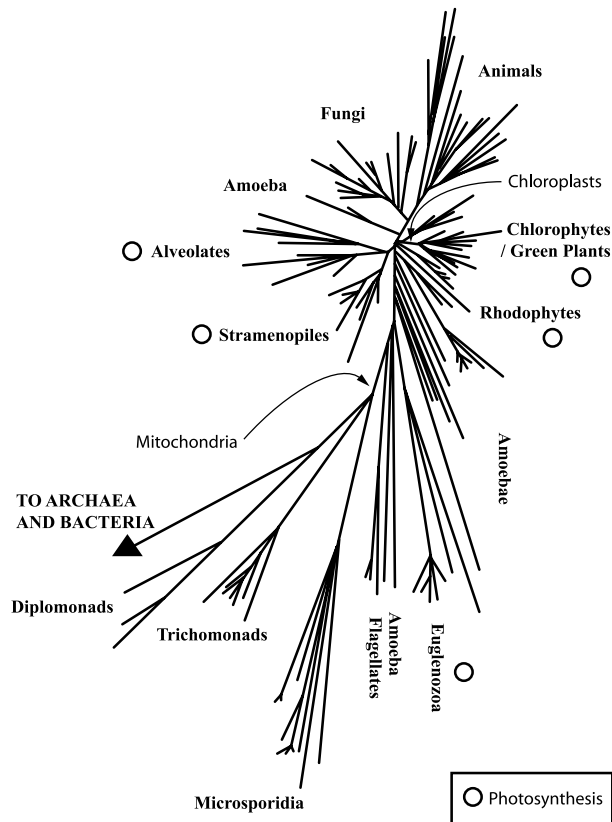 Animals
Fungi
Chloroplasts
Amoeba
Chlorophytes
/ Green Plants
Alveolates
Rhodophytes
Stramenopiles
Mitochondria
Amoebae
TO ARCHAEA
AND BACTERIA
Diplomonads
Trichomonads
Amoeba
Flagellates
Euglenozoa
Microsporidia
Photosynthesis